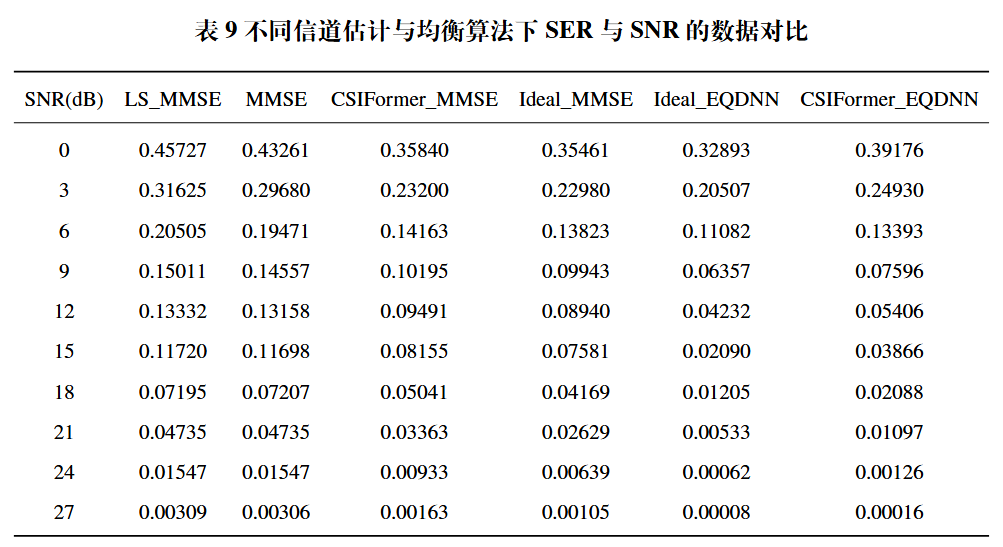 表 9 不同信道估计与均衡算法下 SER 与 SNR 的数据对比
SNR(dB) LS_MMSE MMSE CSIFormer_MMSE Ideal_MMSE Ideal_EQDNN CSIFormer_EQDNN
0 0.45727 0.43261 0.35840 0.35461 0.32893 0.39176
3 0.31625 0.29680 0.23200 0.22980 0.20507 0.24930
6 0.20505 0.19471 0.14163 0.13823 0.11082 0.13393
9 0.15011 0.14557 0.10195 0.09943 0.06357 0.07596
12 0.13332 0.13158 0.09491 0.08940 0.04232 0.05406
15 0.11720 0.11698 0.08155 0.07581 0.02090 0.03866
18 0.07195 0.07207 0.05041 0.04169 0.01205 0.02088
21 0.04735 0.04735 0.03363 0.02629 0.00533 0.01097
24 0.01547 0.01547 0.00933 0.00639 0.00062 0.00126
27 0.00309 0.00306 0.00163 0.00105 0.00008 0.00016